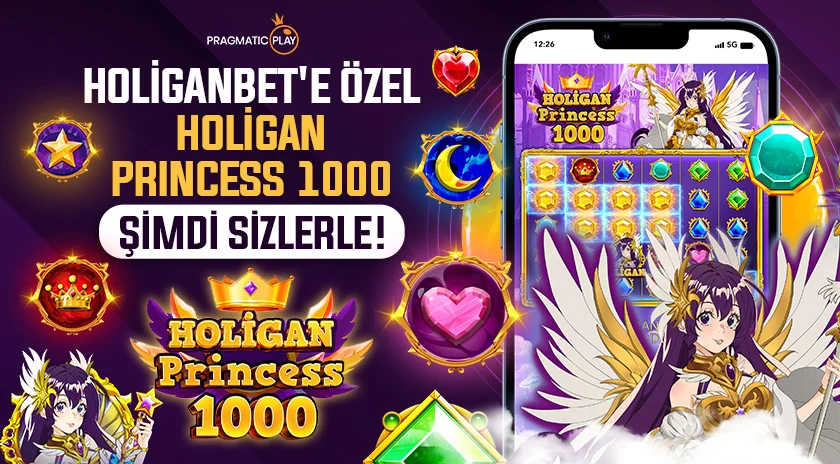 PRAGMATIC PLAY
HOLİGANBET'E ÖZEL
HOLİGAN
PRINCESS 1000
ŞİMDİ SİZLERLE!
HOLİGAN
Princess
1000
12:26
5G
HOLİGAN
Princess
1000